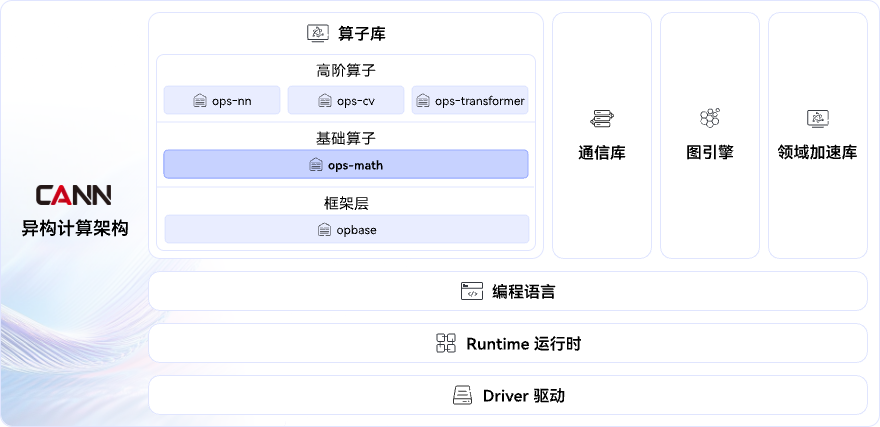 CANN
异构计算架构
算子库
高阶算子
ops-nn
ops-cv
ops-transformer
基础算子
ops-math
框架层
opbase
通信库
图引擎
领域加速库
编程语言
Runtime 运行时
Driver 驱动